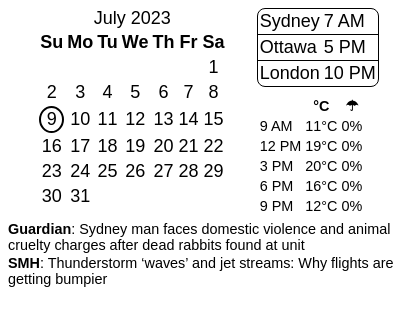 July 2023
Su Mo Tu We Th Fr Sa
1
2 3 4 5 6 7 8
9 10 11 12 13 14 15
16 17 18 19 20 21 22
23 24 25 26 27 28 29
30 31
Sydney 7 AM
Ottawa 5 PM
London 10 PM
°C ☂
9 AM 11°C 0%
12 PM 19°C 0%
3 PM 20°C 0%
6 PM 16°C 0%
9 PM 12°C 0%
Guardian: Sydney man faces domestic violence and animal
cruelty charges after dead rabbits found at unit
SMH: Thunderstorm ‘waves’ and jet streams: Why flights are
getting bumpier